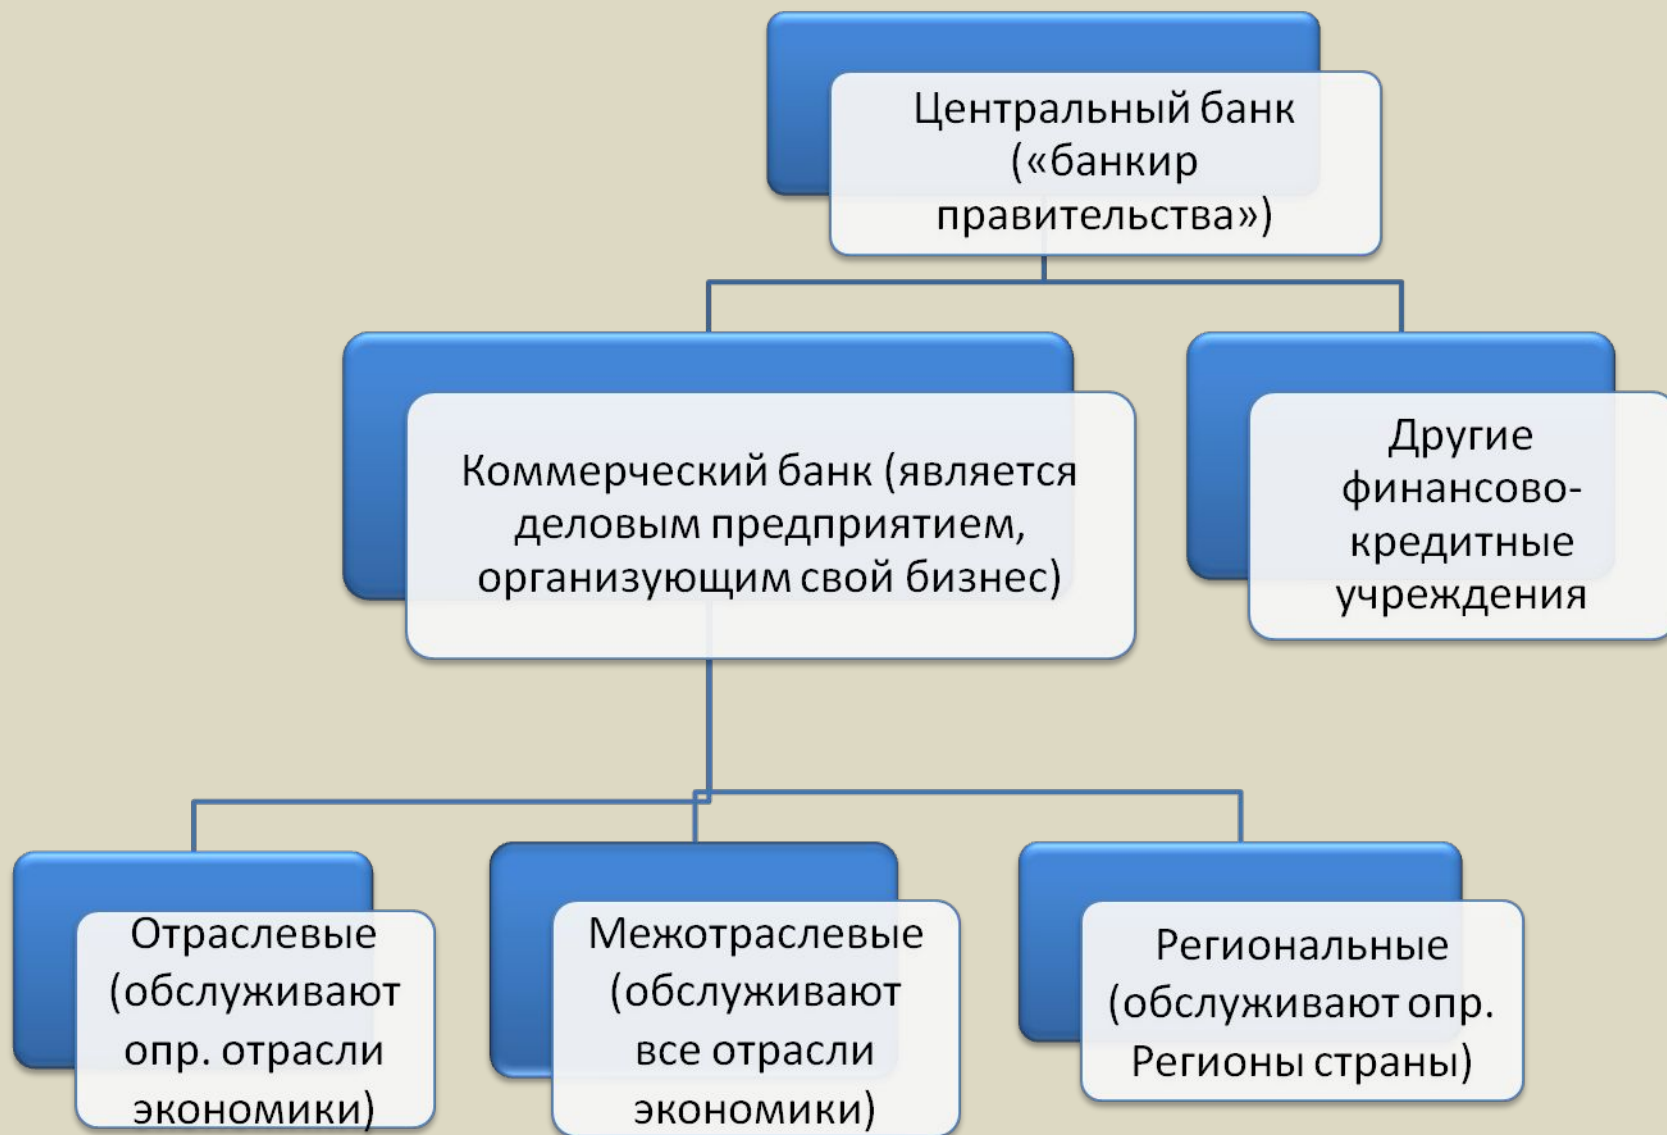 Центральный банк
(«банкир
правительства»)
Коммерческий банк (является
деловым предприятием,
организующим свой бизнес)
Другие
финансово-
кредитные
учреждения
Отраслевые
(обслуживают
опр. отрасли
экономики)
Межотраслевые
(обслуживают
все отрасли
экономики)
Региональные
(обслуживают опр.
Регионы страны)